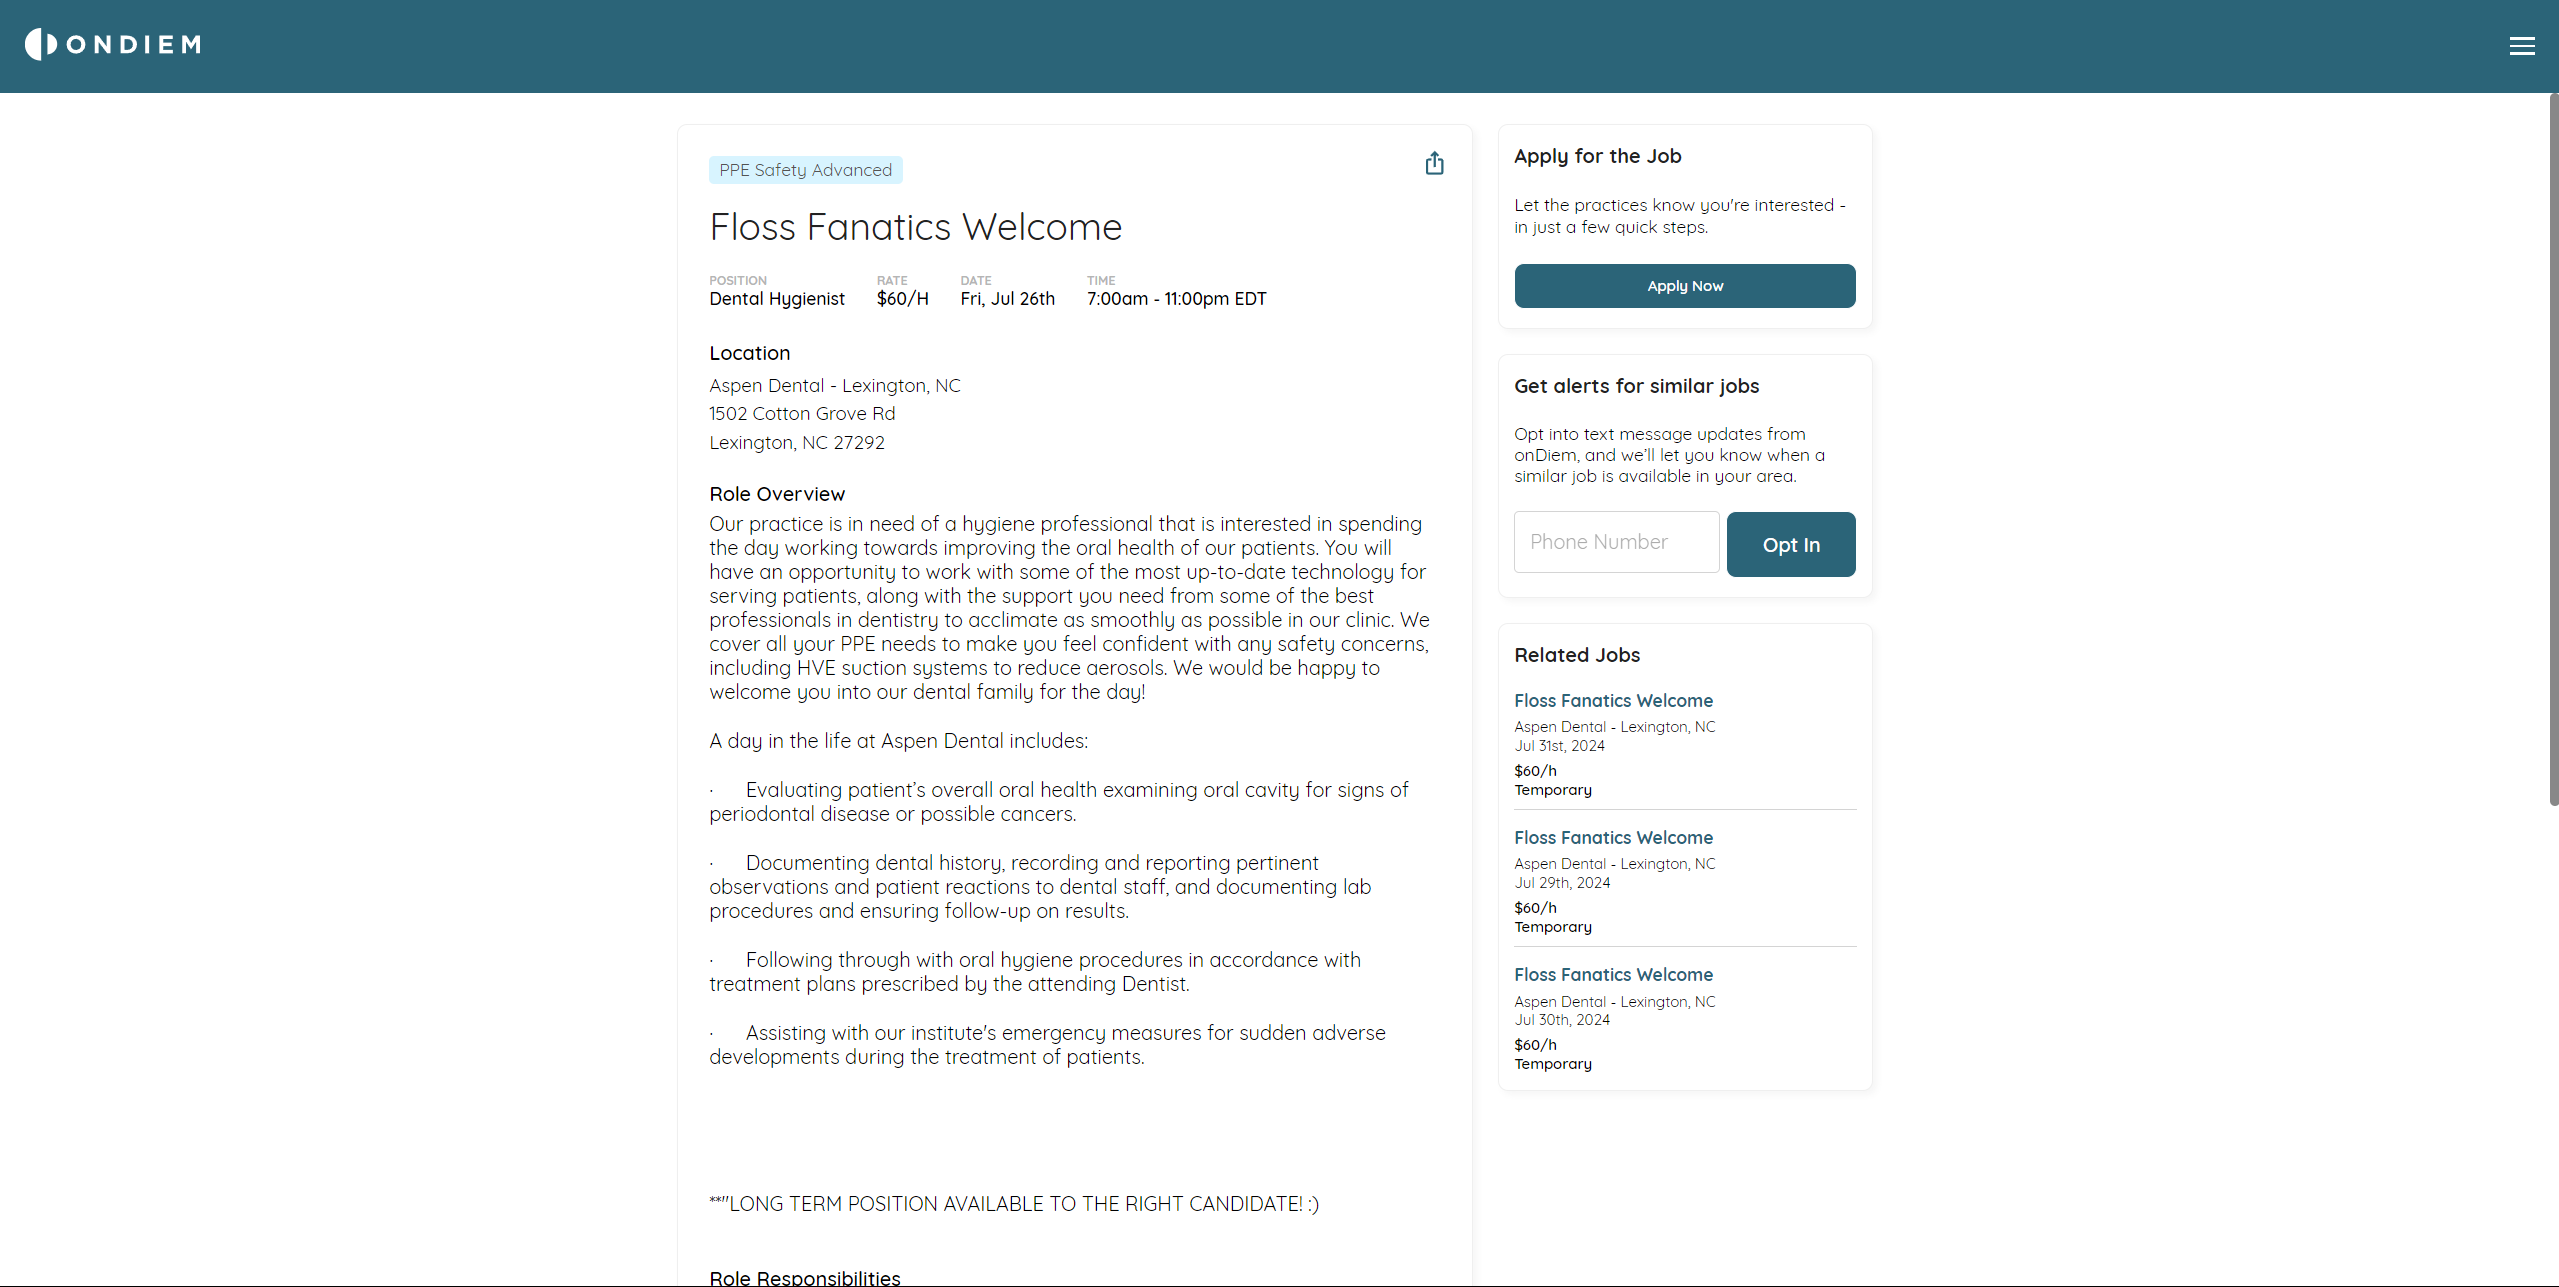 ONDIEM
PPE Safety Advanced
Floss Fanatics Welcome
POSITION
Dental Hygienist
RATE
$60/H
DATE
Fri, Jul 26th
TIME
7:00am - 11:00pm EDT
Location
Aspen Dental - Lexington, NC
1502 Cotton Grove Rd
Lexington, NC 27292
Role Overview
Our practice is in need of a hygiene professional that is interested in spending
the day working towards improving the oral health of our patients. You will
have an opportunity to work with some of the most up-to-date technology for
serving patients, along with the support you need from some of the best
professionals in dentistry to acclimate as smoothly as possible in our clinic. We
cover all your PPE needs to make you feel confident with any safety concerns,
including HVE suction systems to reduce aerosols. We would be happy to
welcome you into our dental family for the day!
A day in the life at Aspen Dental includes:
· Evaluating patient’s overall oral health examining oral cavity for signs of
periodontal disease or possible cancers.
· Documenting dental history, recording and reporting pertinent
observations and patient reactions to dental staff, and documenting lab
procedures and ensuring follow-up on results.
· Following through with oral hygiene procedures in accordance with
treatment plans prescribed by the attending Dentist.
· Assisting with our institute's emergency measures for sudden adverse
developments during the treatment of patients.
**"LONG TERM POSITION AVAILABLE TO THE RIGHT CANDIDATE! :)
Role Responsibilities
Apply for the Job
Let the practices know you're interested -
in just a few quick steps.
Apply Now
Get alerts for similar jobs
Opt into text message updates from
onDiem, and we’ll let you know when a
similar job is available in your area.
Phone Number
Opt In
Related Jobs
Floss Fanatics Welcome
Aspen Dental - Lexington, NC
Jul 31st, 2024
$60/h
Temporary
Floss Fanatics Welcome
Aspen Dental - Lexington, NC
Jul 29th, 2024
$60/h
Temporary
Floss Fanatics Welcome
Aspen Dental - Lexington, NC
Jul 30th, 2024
$60/h
Temporary